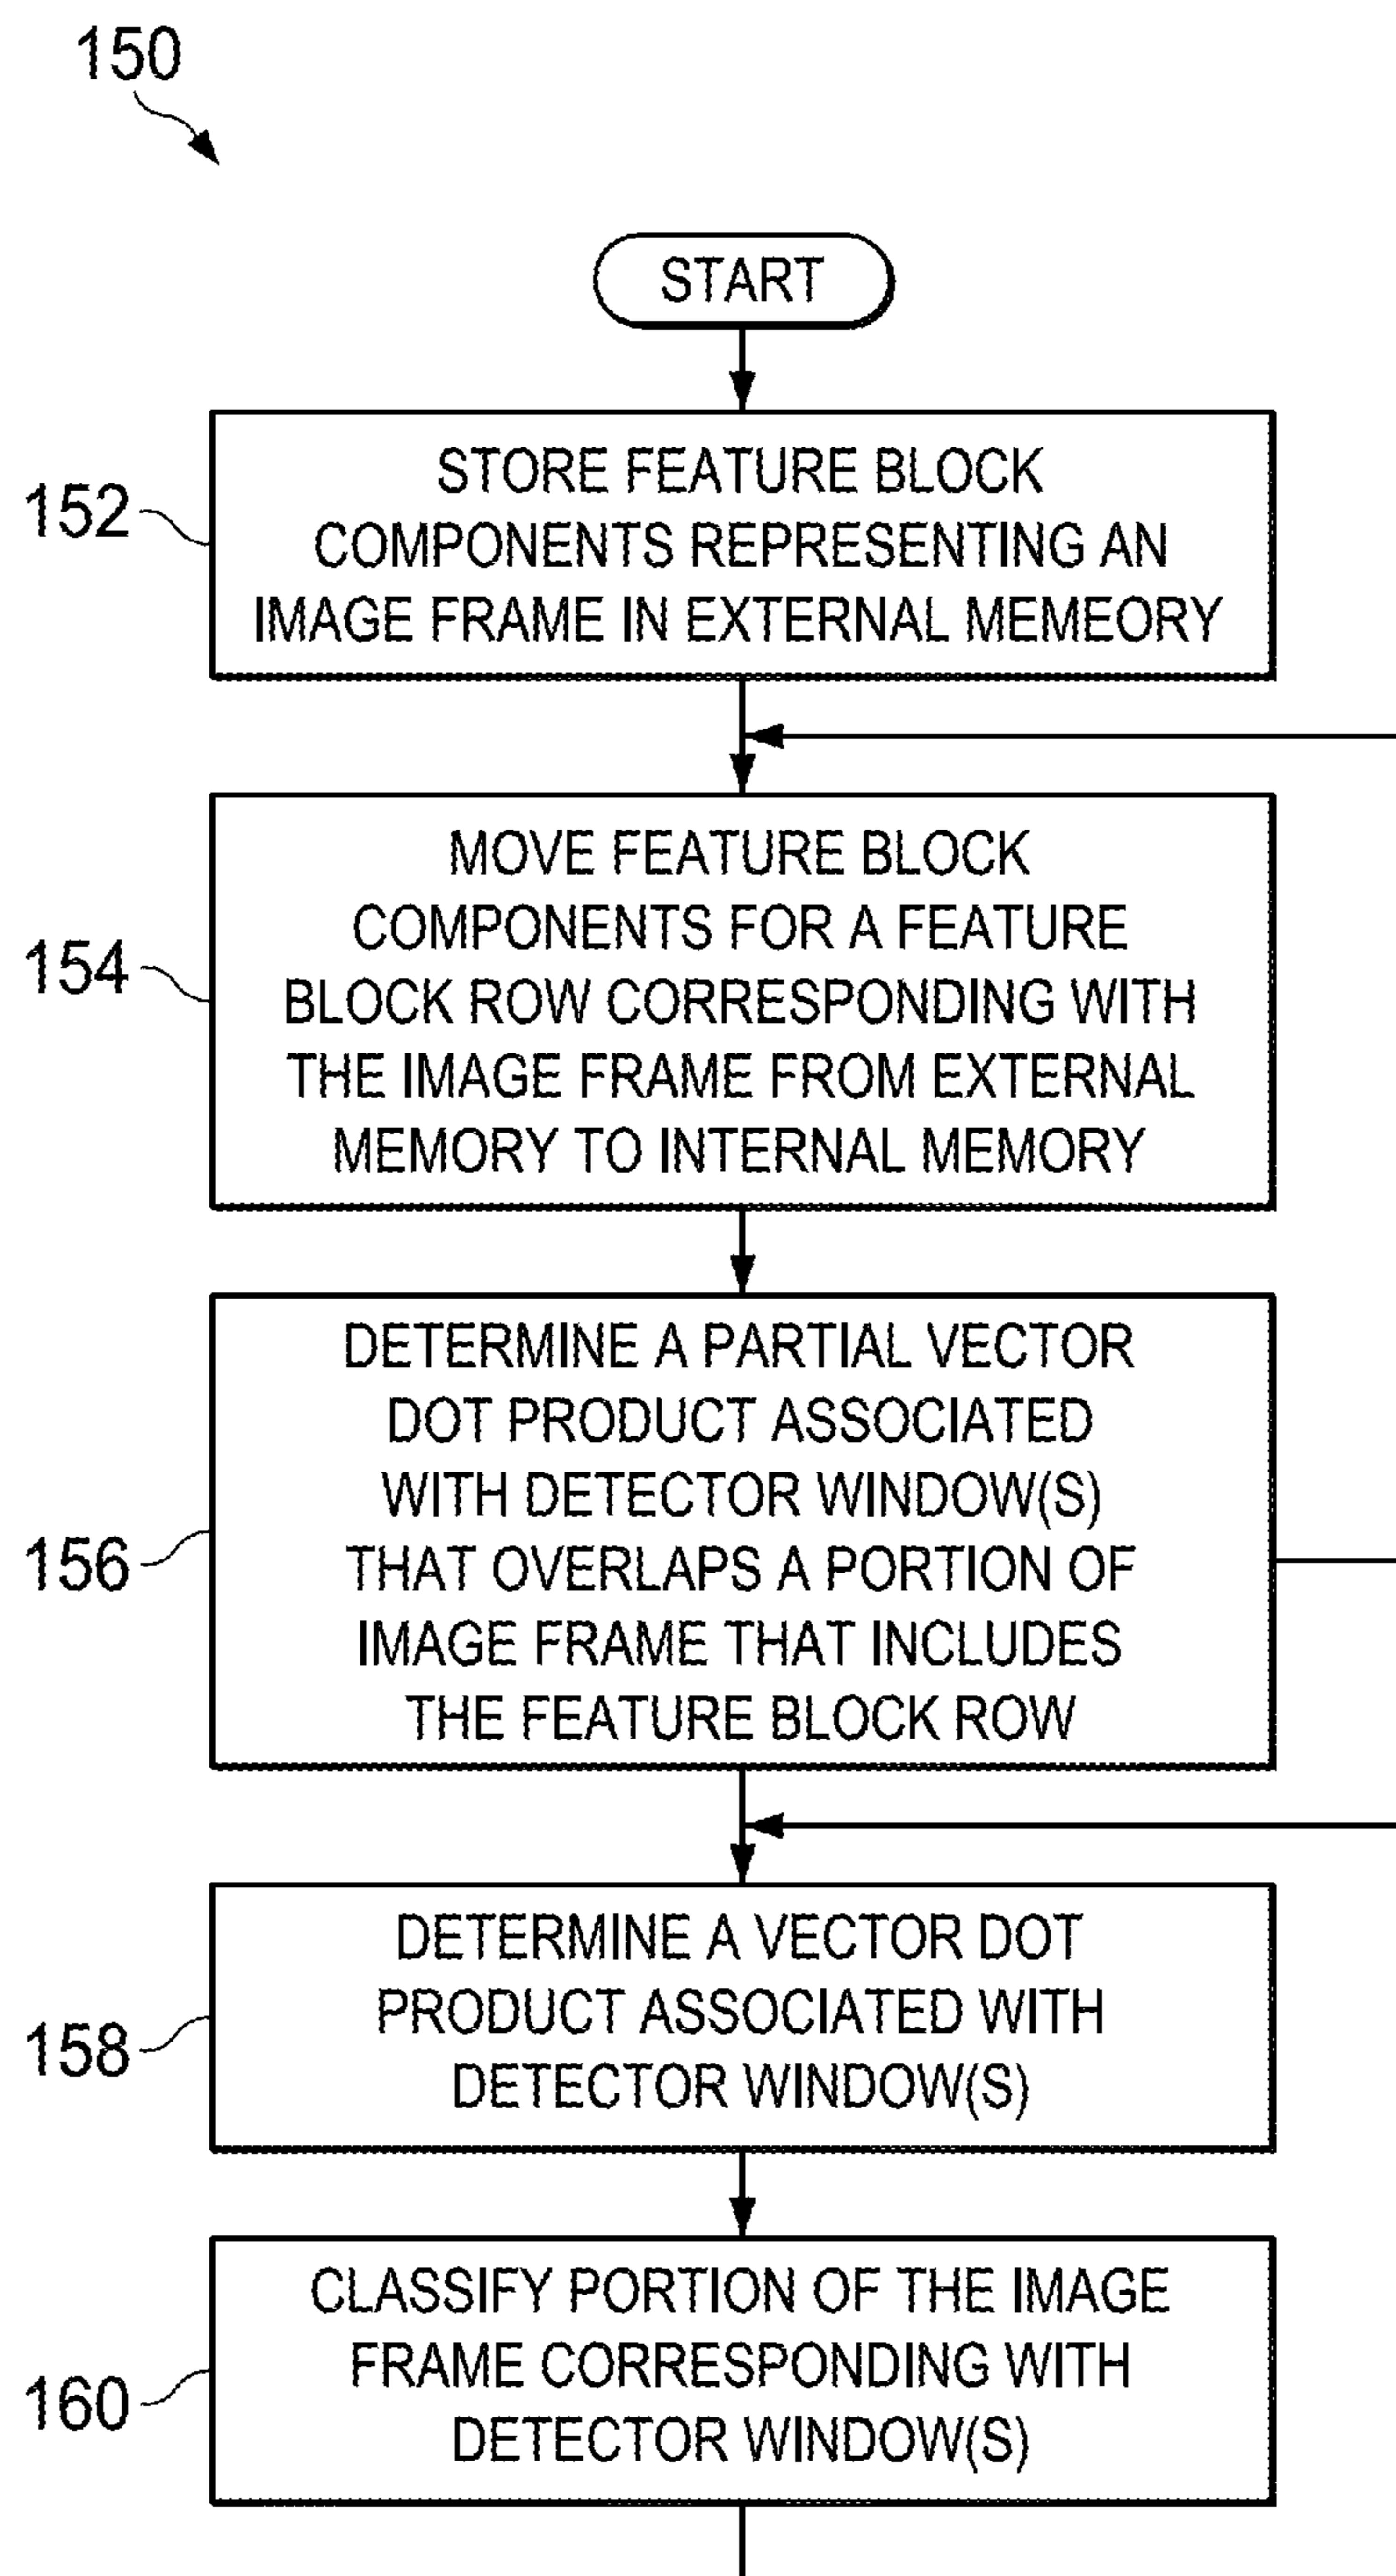 150
START
152
STORE FEATURE BLOCK
COMPONENTS REPRESENTING AN
IMAGE FRAME IN EXTERNAL MEMEORY
154
MOVE FEATURE BLOCK
COMPONENTS FOR A FEATURE
BLOCK ROW CORRESPONDING WITH
THE IMAGE FRAME FROM EXTERNAL
MEMORY TO INTERNAL MEMORY
156
DETERMINE A PARTIAL VECTOR
DOT PRODUCT ASSOCIATED
WITH DETECTOR WINDOW(S)
THAT OVERLAPS A PORTION OF
IMAGE FRAME THAT INCLUDES
THE FEATURE BLOCK ROW
158
DETERMINE A VECTOR DOT
PRODUCT ASSOCIATED WITH
DETECTOR WINDOW(S)
160
CLASSIFY PORTION OF THE IMAGE
FRAME CORRESPONDING WITH
DETECTOR WINDOW(S)